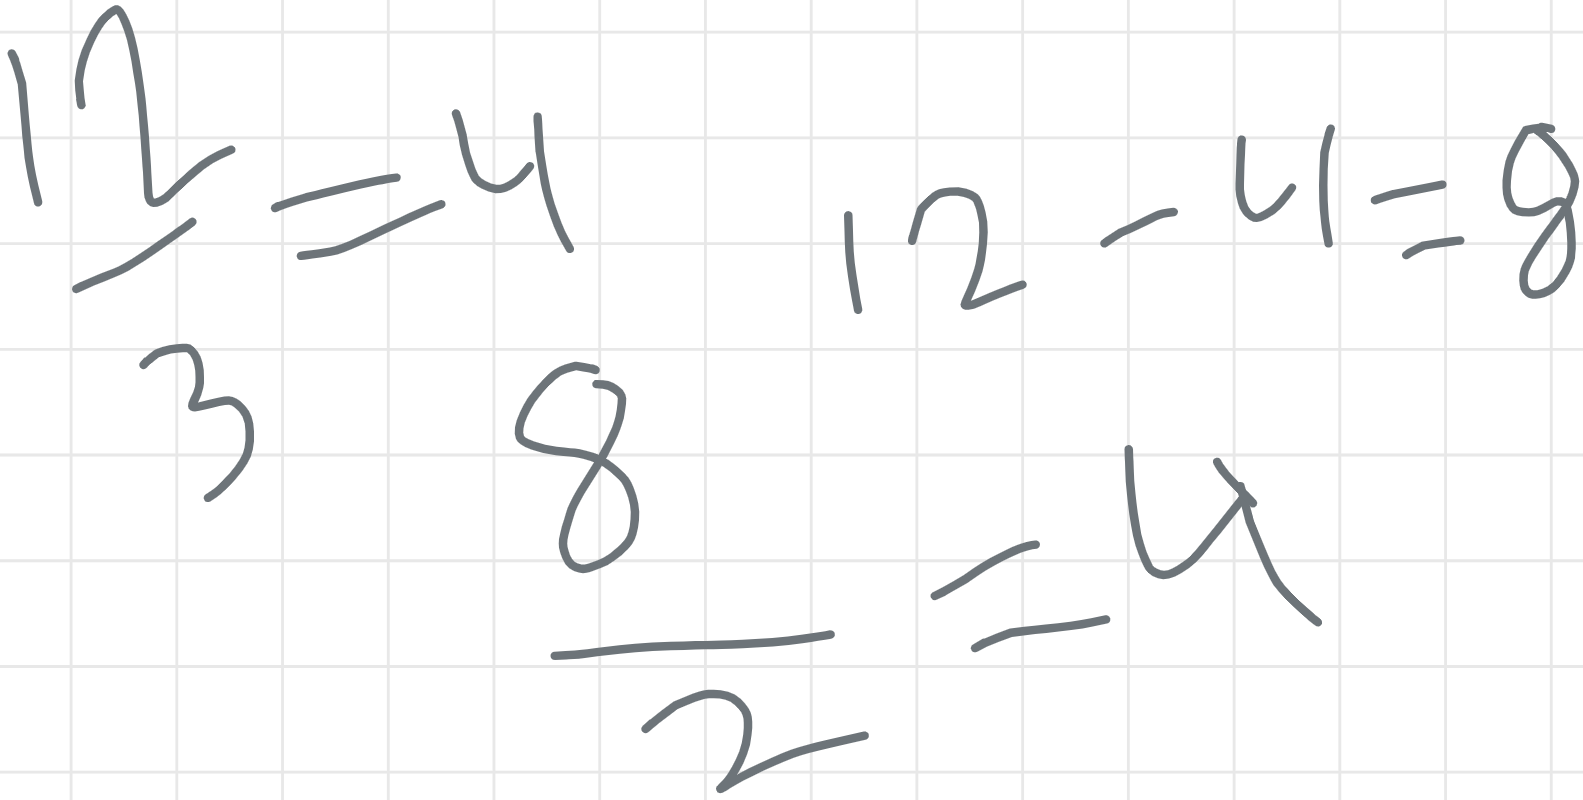 12/3 = 4
12 - 4 = 8
8/2 = 4